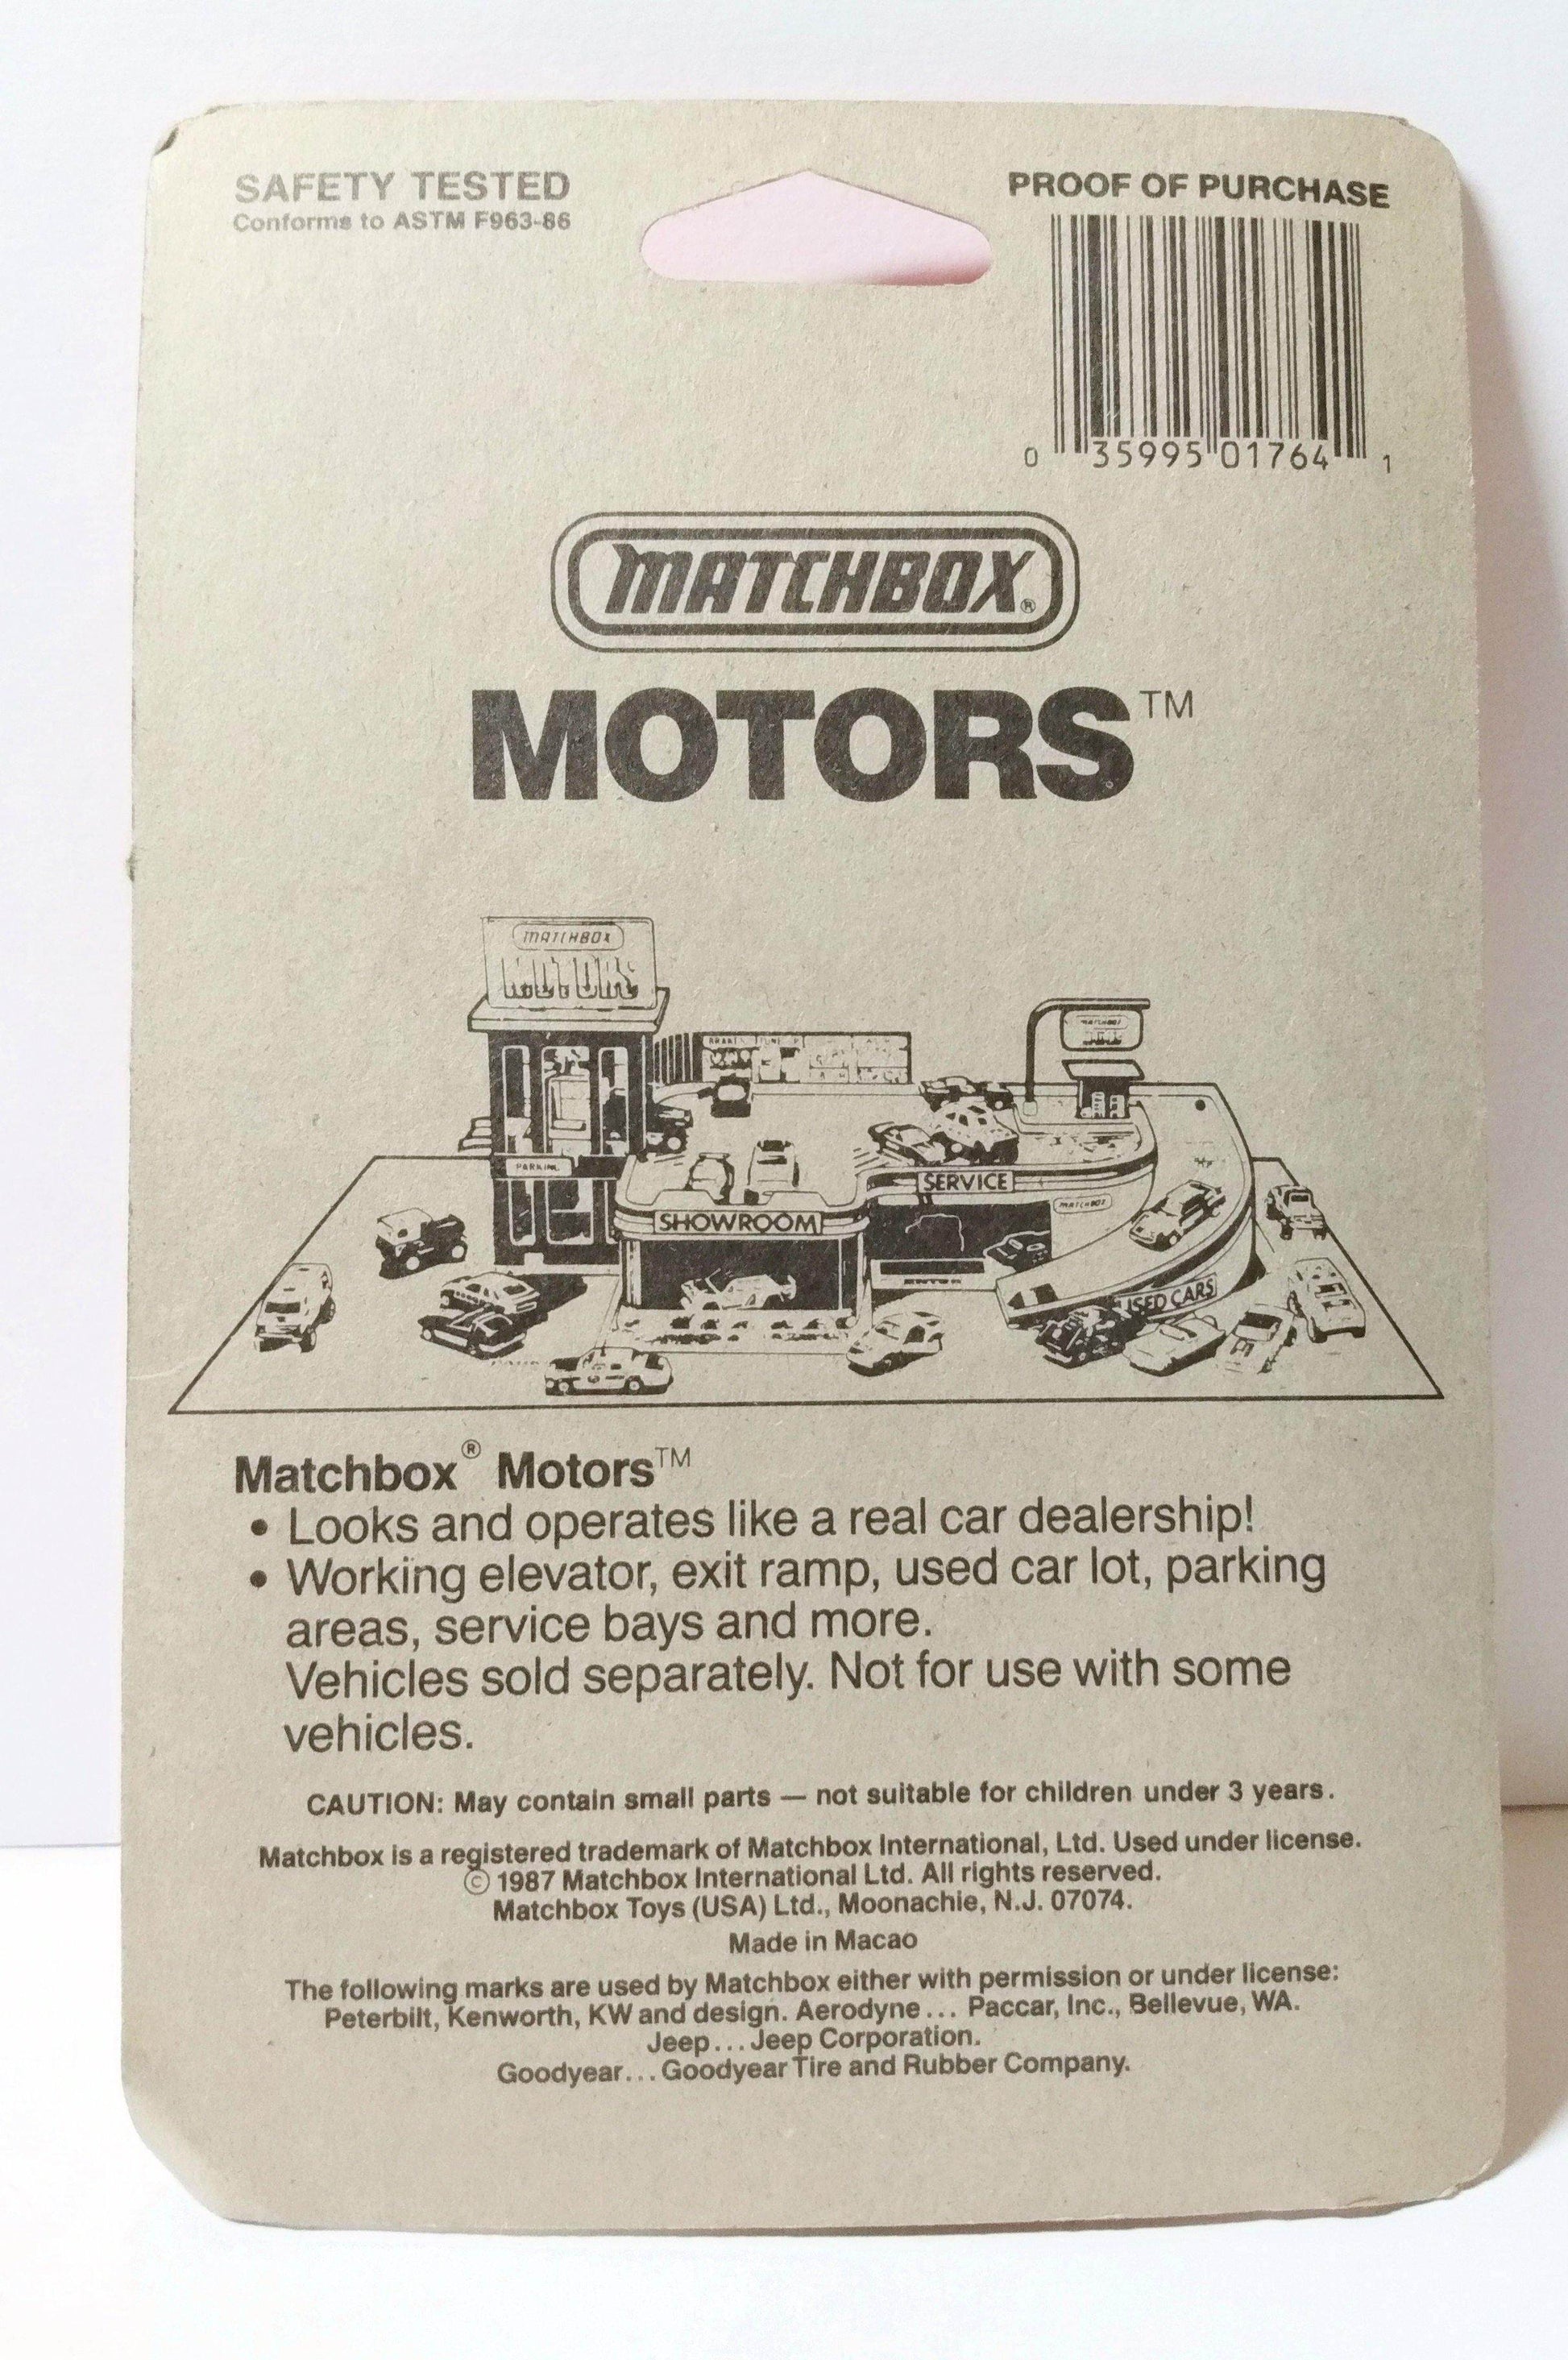 SAFETY TESTED
Conforms to ASTM F963-86
PROOF OF PURCHASE
0 35995 01764 1
MATCHBOX®
MOTORS™
MATCHBOX
MOTORS
PARKING
SERVICE
MATCHBOX
SHOWROOM
ENTER
USED CARS
Matchbox® Motors™
• Looks and operates like a real car dealership!
• Working elevator, exit ramp, used car lot, parking
areas, service bays and more.
Vehicles sold separately. Not for use with some
vehicles.
CAUTION: May contain small parts — not suitable for children under 3 years.
Matchbox is a registered trademark of Matchbox International, Ltd. Used under license.
© 1987 Matchbox International Ltd. All rights reserved.
Matchbox Toys (USA) Ltd., Moonachie, N.J. 07074.
Made in Macao
The following marks are used by Matchbox either with permission or under license:
Peterbilt, Kenworth, KW and design. Aerodyne... Paccar, Inc., Bellevue, WA.
Jeep... Jeep Corporation.
Goodyear... Goodyear Tire and Rubber Company.